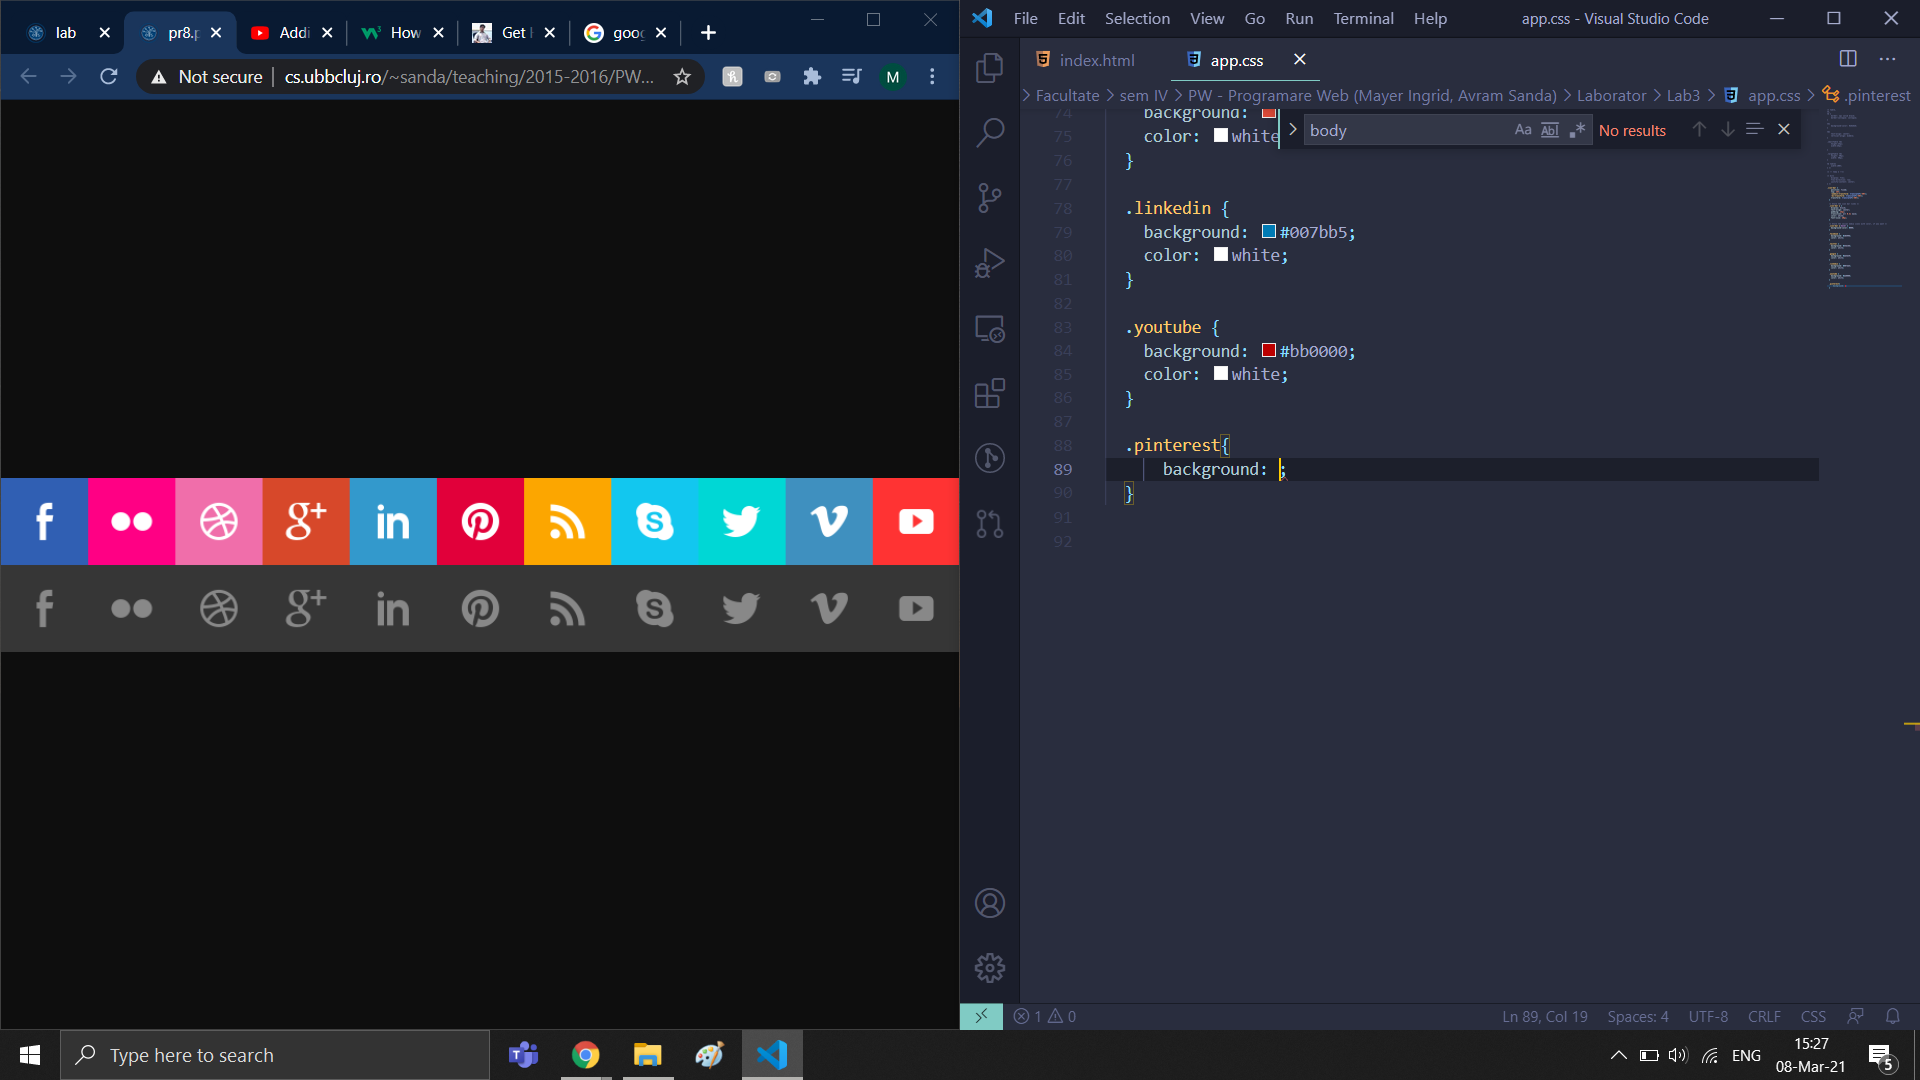 lab
pr8.p
Addi
How
Get
goog
Not secure
cs.ubbcluj.ro/~sanda/teaching/2015-2016/PW...
M
File Edit Selection View Go Run Terminal Help
app.css - Visual Studio Code
index.html
app.css
Facultate > sem IV > PW - Programare Web (Mayer Ingrid, Avram Sanda) > Laborator > Lab3 > app.css > .pinterest
body
Aa
Abl
No results
74 background:
75 color: white
76 }
77
78 .linkedin {
79 background: #007bb5;
80 color: white;
81 }
82
83 .youtube {
84 background: #bb0000;
85 color: white;
86 }
87
88 .pinterest{
89 background: ;
90 }
91
92
1 0
Ln 89, Col 19 Spaces: 4 UTF-8 CRLF CSS
Type here to search
ENG
15:27
08-Mar-21
5